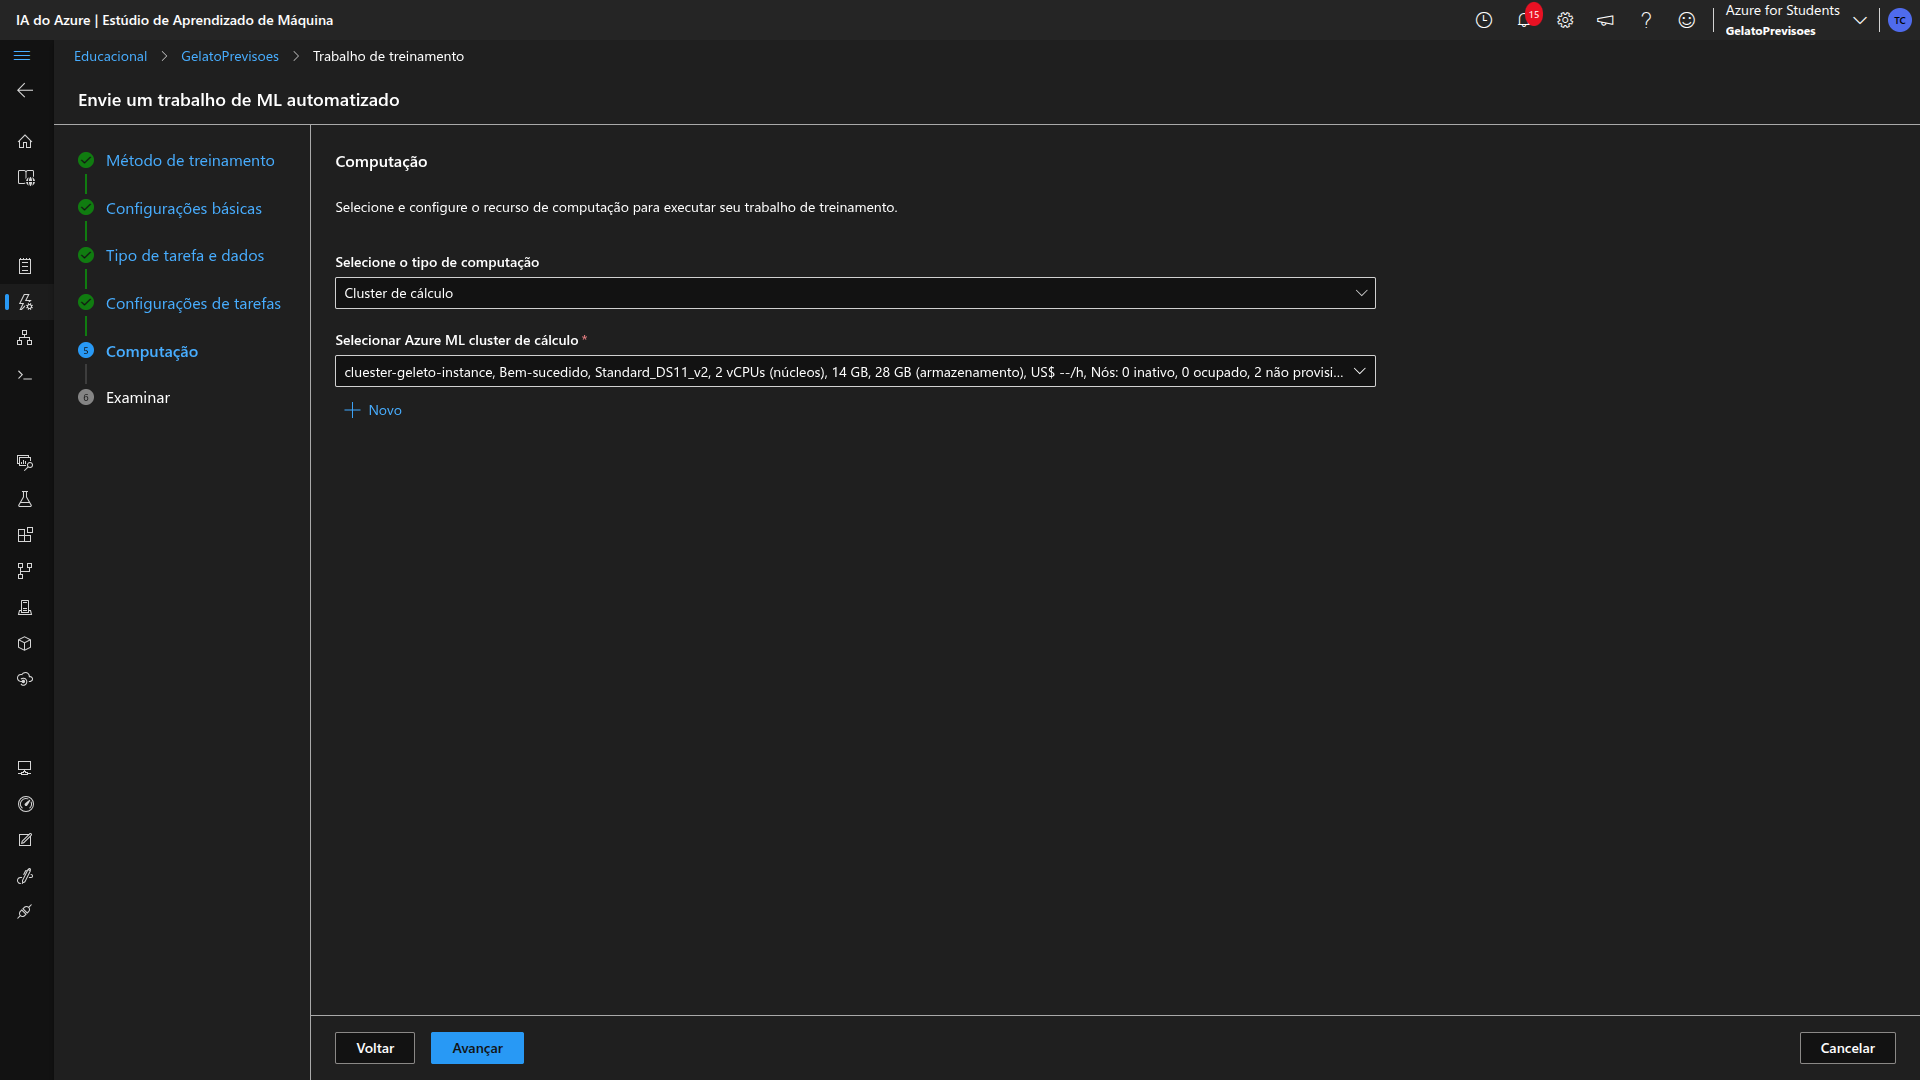 IA do Azure | Estúdio de Aprendizado de Máquina
15
Azure for Students
GelatoPrevisoes
TC
Educacional > GelatoPrevisoes > Trabalho de treinamento
Envie um trabalho de ML automatizado
Método de treinamento
Configurações básicas
Tipo de tarefa e dados
Configurações de tarefas
5 Computação
6 Examinar
Computação
Selecione e configure o recurso de computação para executar seu trabalho de treinamento.
Selecione o tipo de computação
Cluster de cálculo
Selecionar Azure ML cluster de cálculo *
cluester-geleto-instance, Bem-sucedido, Standard_DS11_v2, 2 vCPUs (núcleos), 14 GB, 28 GB (armazenamento), US$ --/h, Nós: 0 inativo, 0 ocupado, 2 não provisi...
Novo
Voltar
Avançar
Cancelar